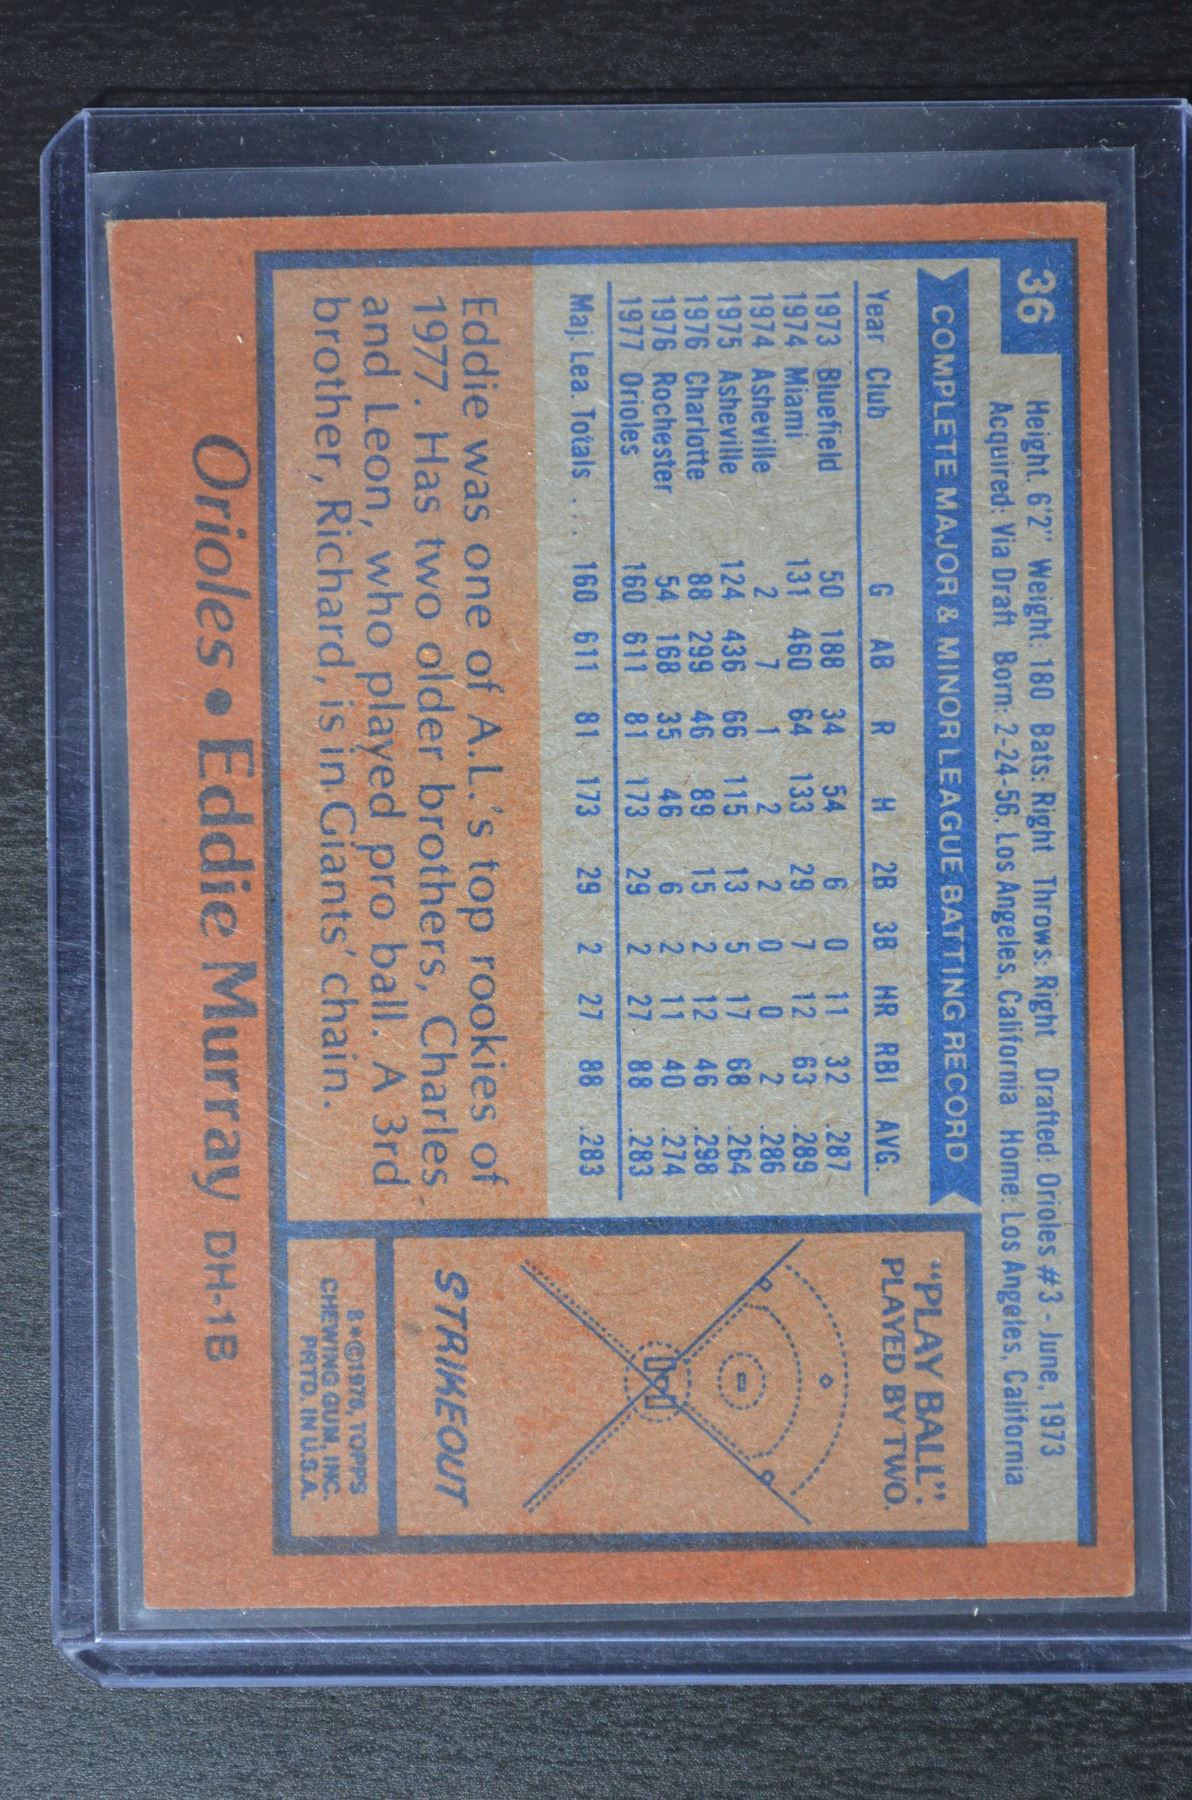 36
Height: 6'2" Weight: 180 Bats: Right Throws: Right Drafted: Orioles #3 - June, 1973
Acquired: Via Draft Born: 2-24-56, Los Angeles, California Home: Los Angeles, California
COMPLETE MAJOR & MINOR LEAGUE BATTING RECORD
Year Club G AB R H 2B 3B HR RBI AVG.
1973 Bluefield 50 188 34 54 6 0 11 32 .287
1974 Miami 131 460 64 133 29 7 12 63 .289
1974 Asheville 2 7 1 2 2 0 0 2 .286
1975 Asheville 124 436 66 115 13 5 17 68 .264
1976 Charlotte 88 299 46 89 15 2 12 46 .298
1976 Rochester 54 168 35 46 6 2 11 40 .274
1977 Orioles 160 611 81 173 29 2 27 88 .283
Maj. Lea. Totals ... 160 611 81 173 29 2 27 88 .283
Eddie was one of A.L.'s top rookies of
1977. Has two older brothers, Charles
and Leon, who played pro ball. A 3rd
brother, Richard, is in Giants' chain.
"PLAY BALL":
PLAYED BY TWO.
STRIKEOUT
B**©1978, TOPPS
CHEWING GUM, INC.
PRTD. IN U.S.A.
Orioles • Eddie Murray DH-1B